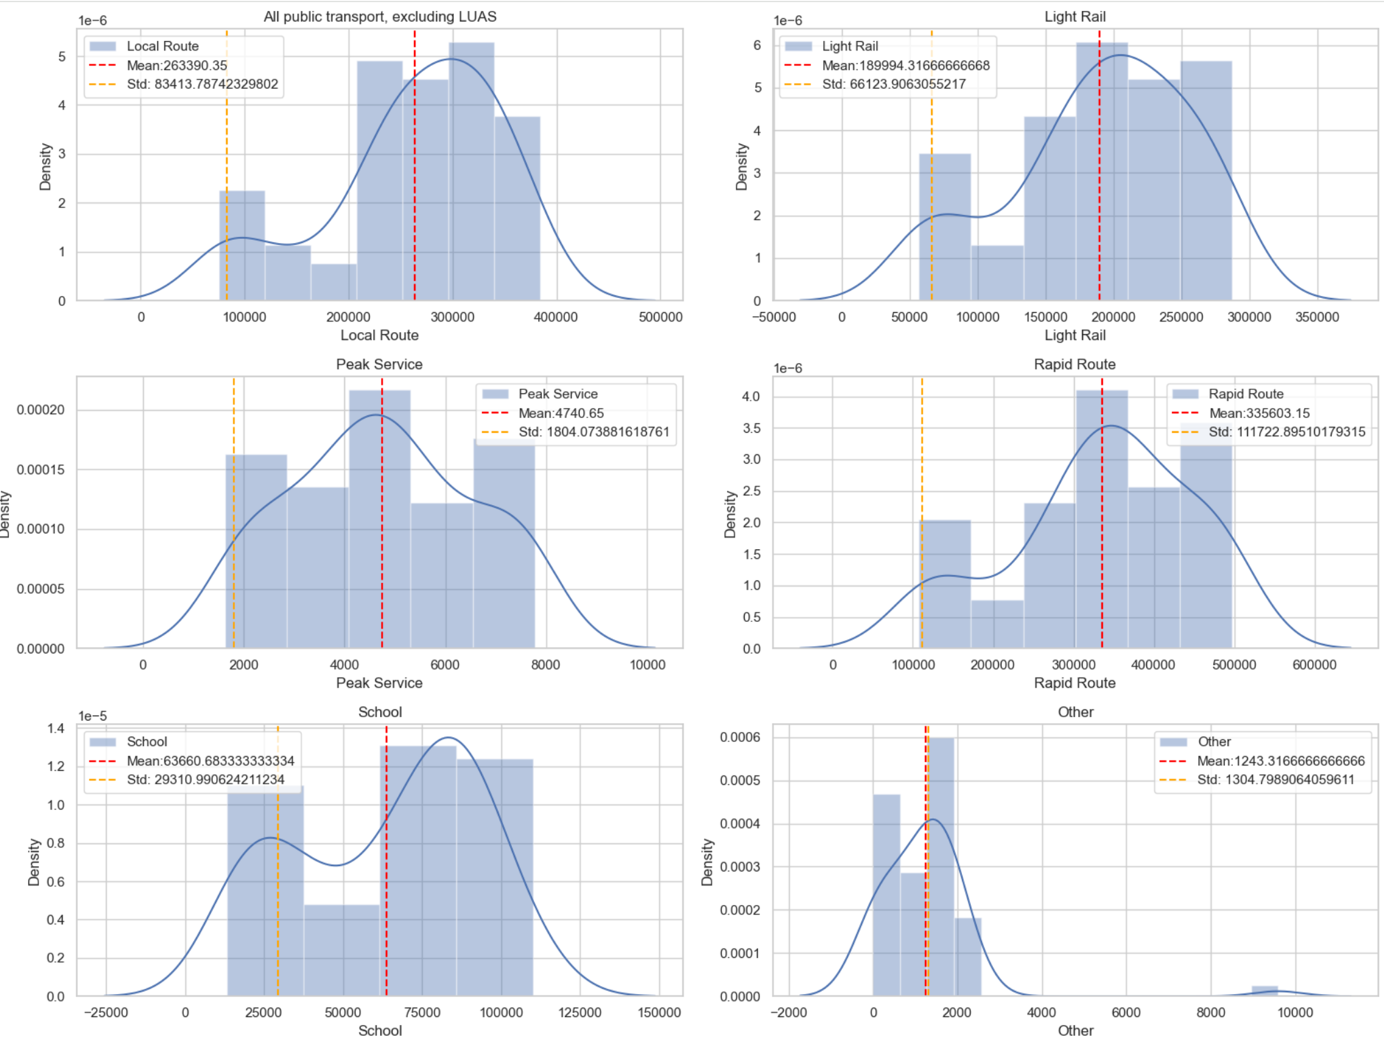 All public transport, excluding LUAS
1e−6
Local Route
Mean:263390.35
Std: 83413.78742329802
5
4
3
2
1
0
Density
0 100000 200000 300000 400000 500000
Local Route
Light Rail
1e−6
Light Rail
Mean:189994.31666666668
Std: 66123.9063055217
6
5
4
3
2
1
0
Density
−50000 0 50000 100000 150000 200000 250000 300000 350000
Light Rail
Peak Service
Peak Service
Mean:4740.65
Std: 1804.073881618761
0.00020
0.00015
0.00010
0.00005
0.00000
Density
0 2000 4000 6000 8000 10000
Peak Service
Rapid Route
1e−6
Rapid Route
Mean:335603.15
Std: 111722.89510179315
4.0
3.5
3.0
2.5
2.0
1.5
1.0
0.5
0.0
Density
0 100000 200000 300000 400000 500000 600000
Rapid Route
School
1e−5
School
Mean:63660.683333333334
Std: 29310.990624211234
1.4
1.2
1.0
0.8
0.6
0.4
0.2
0.0
Density
−25000 0 25000 50000 75000 100000 125000 150000
School
Other
Other
Mean:1243.3166666666666
Std: 1304.7989064059611
0.0006
0.0005
0.0004
0.0003
0.0002
0.0001
0.0000
Density
−2000 0 2000 4000 6000 8000 10000
Other